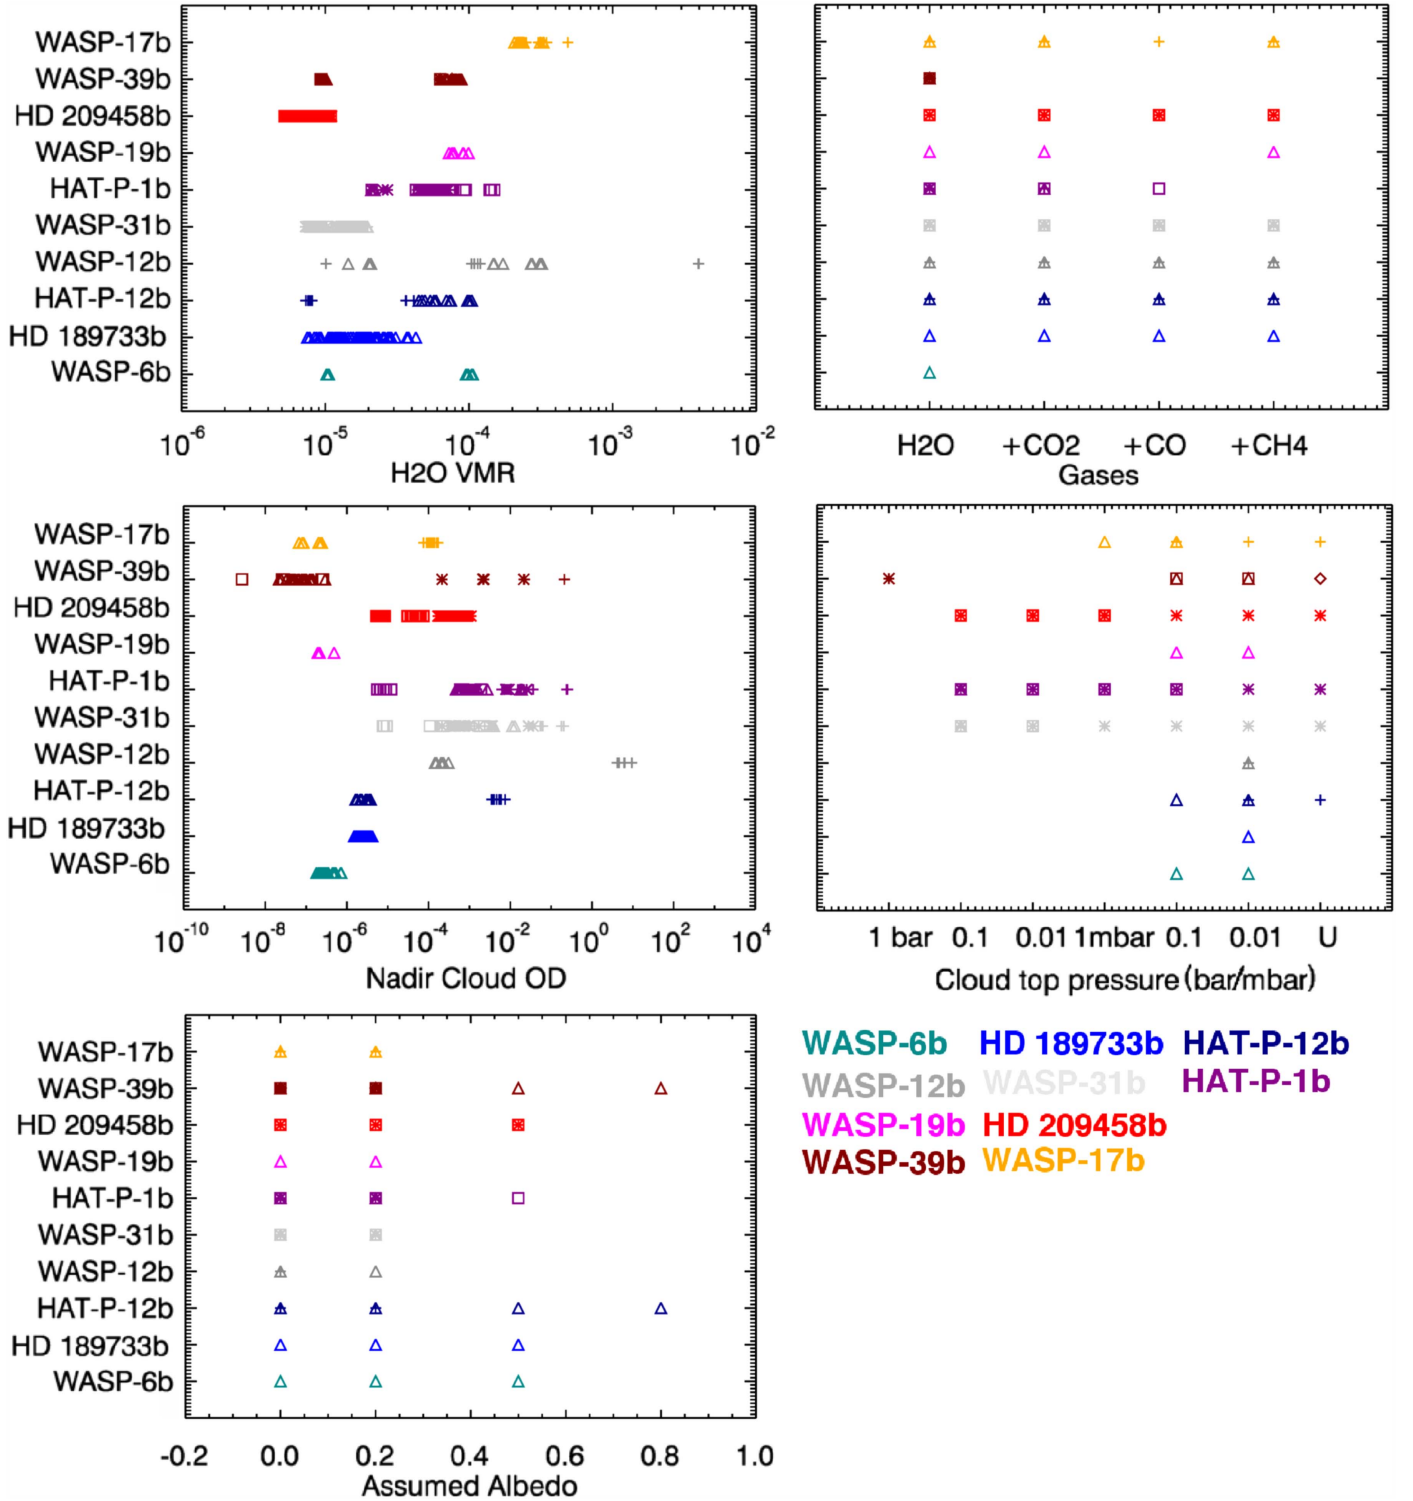 WASP-17b
WASP-39b
HD 209458b
WASP-19b
HAT-P-1b
WASP-31b
WASP-12b
HAT-P-12b
HD 189733b
WASP-6b
10-6 10-5 10-4 10-3 10-2
H2O VMR
H2O +CO2 +CO +CH4
Gases
WASP-17b
WASP-39b
HD 209458b
WASP-19b
HAT-P-1b
WASP-31b
WASP-12b
HAT-P-12b
HD 189733b
WASP-6b
10-10 10-8 10-6 10-4 10-2 100 102 104
Nadir Cloud OD
1 bar 0.1 0.01 1mbar 0.1 0.01 U
Cloud top pressure (bar/mbar)
WASP-17b
WASP-39b
HD 209458b
WASP-19b
HAT-P-1b
WASP-31b
WASP-12b
HAT-P-12b
HD 189733b
WASP-6b
-0.2 0.0 0.2 0.4 0.6 0.8 1.0
Assumed Albedo
WASP-6b HD 189733b HAT-P-12b
WASP-12b WASP-31b HAT-P-1b
WASP-19b HD 209458b
WASP-39b WASP-17b